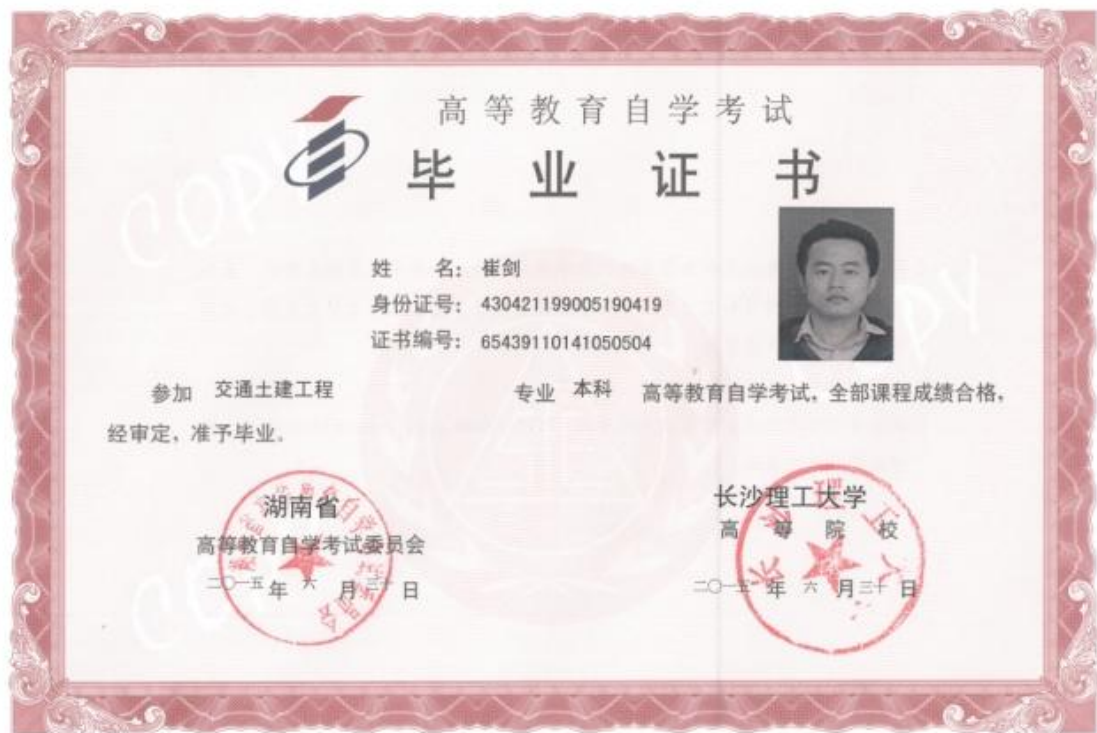 高等教育自学考试
毕业证书
姓 名：崔剑
身份证号：430421199005190419
证书编号：65439110141050504
参加 交通土建工程 专业 本科 高等教育自学考试，全部课程成绩合格，
经审定，准予毕业。
湖南省
高等教育自学考试委员会
二〇一五年六月三十日
长沙理工大学
高等院校
二〇一五年六月三十日
COPY
COPY